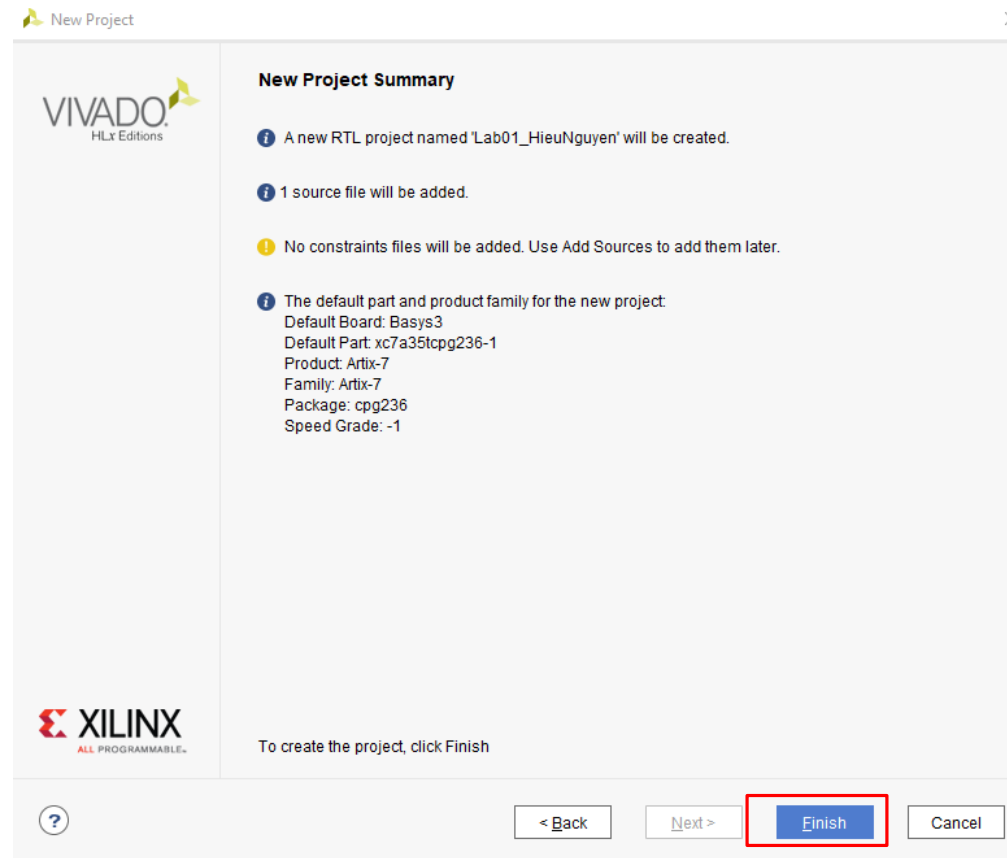 New Project
VIVADO.
HLx Editions
New Project Summary
A new RTL project named 'Lab01_HieuNguyen' will be created.
1 source file will be added.
No constraints files will be added. Use Add Sources to add them later.
The default part and product family for the new project:
Default Board: Basys3
Default Part: xc7a35tcpg236-1
Product: Artix-7
Family: Artix-7
Package: cpg236
Speed Grade: -1
XILINX
ALL PROGRAMMABLE™
To create the project, click Finish
?
< Back
Next >
Finish
Cancel